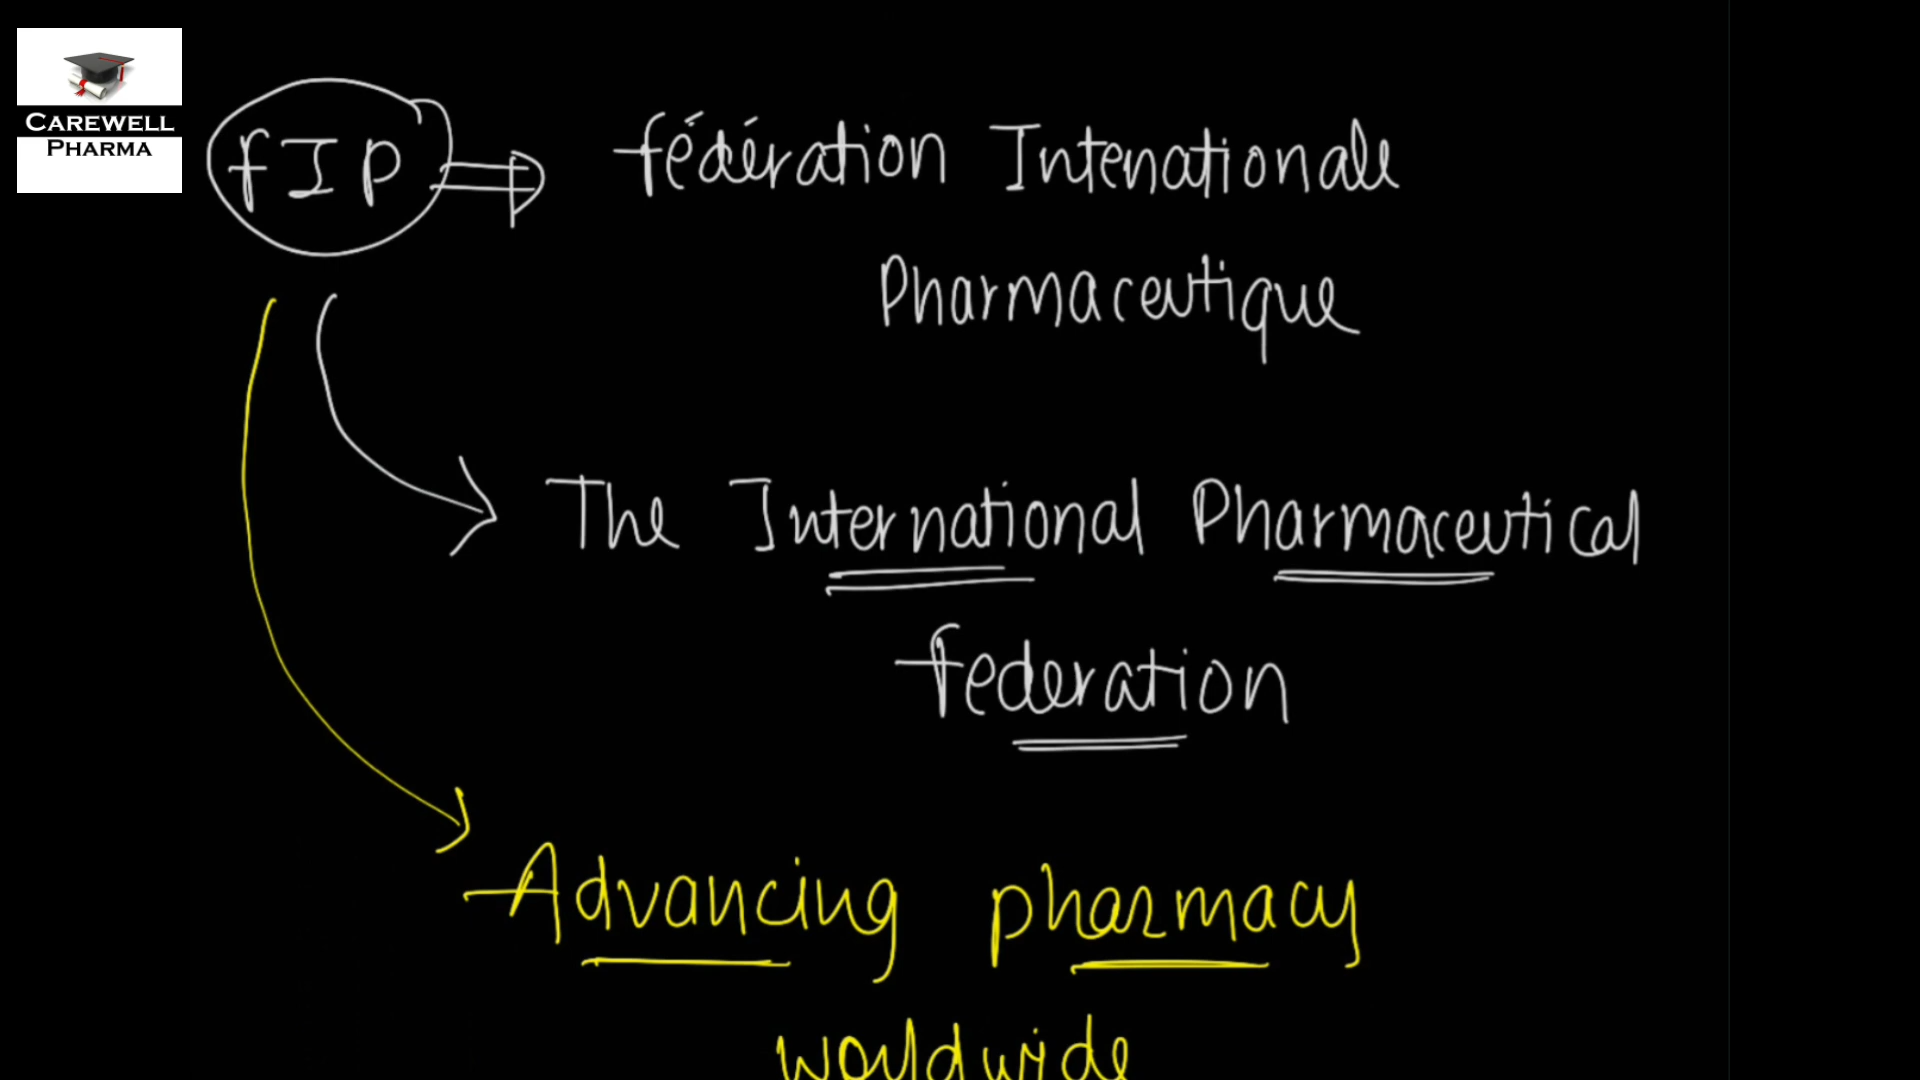 CAREWELL
PHARMA
fIP
fédération Intenationale
Pharmaceutique
The International Pharmaceutical
federation
Advancing pharmacy
worldwide